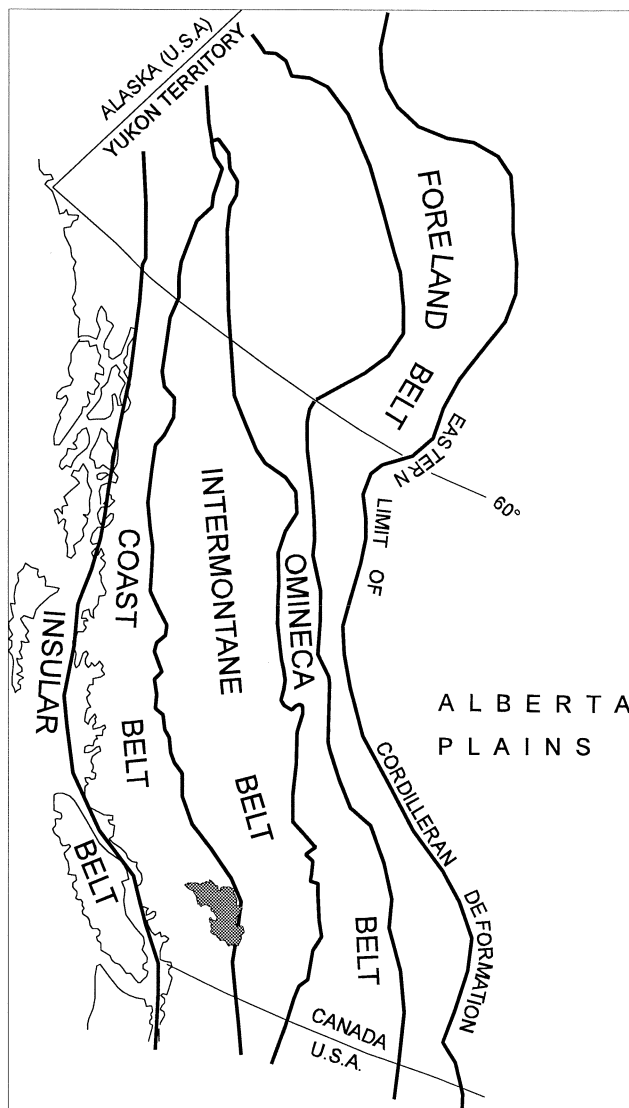 ALASKA (U.S.A)
YUKON TERRITORY
FORELAND
BELT
EASTERN
LIMIT OF
CORDILLERAN
DEFORMATION
60°
INTERMONTANE
BELT
OMINECA
BELT
COAST
BELT
INSULAR
BELT
ALBERTA
PLAINS
CANADA
U.S.A.